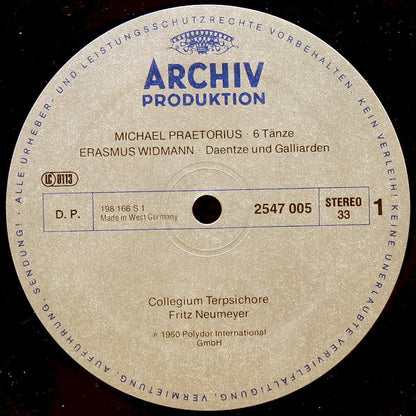 ALLE URHEBER- UND LEISTUNGSSCHUTZRECHTE VORBEHALTEN · KEIN VERLEIH! KEINE UNERLAUBTE VERVIELFÄLTIGUNG, VERMIETUNG, AUFFÜHRUNG, SENDUNG! ·
ARCHIV
PRODUKTION
MICHAEL PRAETORIUS · 6 Tänze
ERASMUS WIDMANN · Daentze und Galliarden
LC 0113
D. P.
198 166 S 1
Made in West Germany
2547 005
STEREO
33
1
Collegium Terpsichore
Fritz Neumeyer
℗ 1960 Polydor International
GmbH